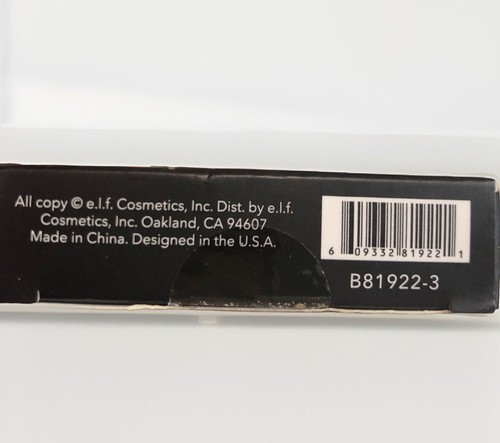 All copy © e.l.f. Cosmetics, Inc. Dist. by e.l.f.
Cosmetics, Inc. Oakland, CA 94607
Made in China. Designed in the U.S.A.
6 09332 81922 1
B81922-3